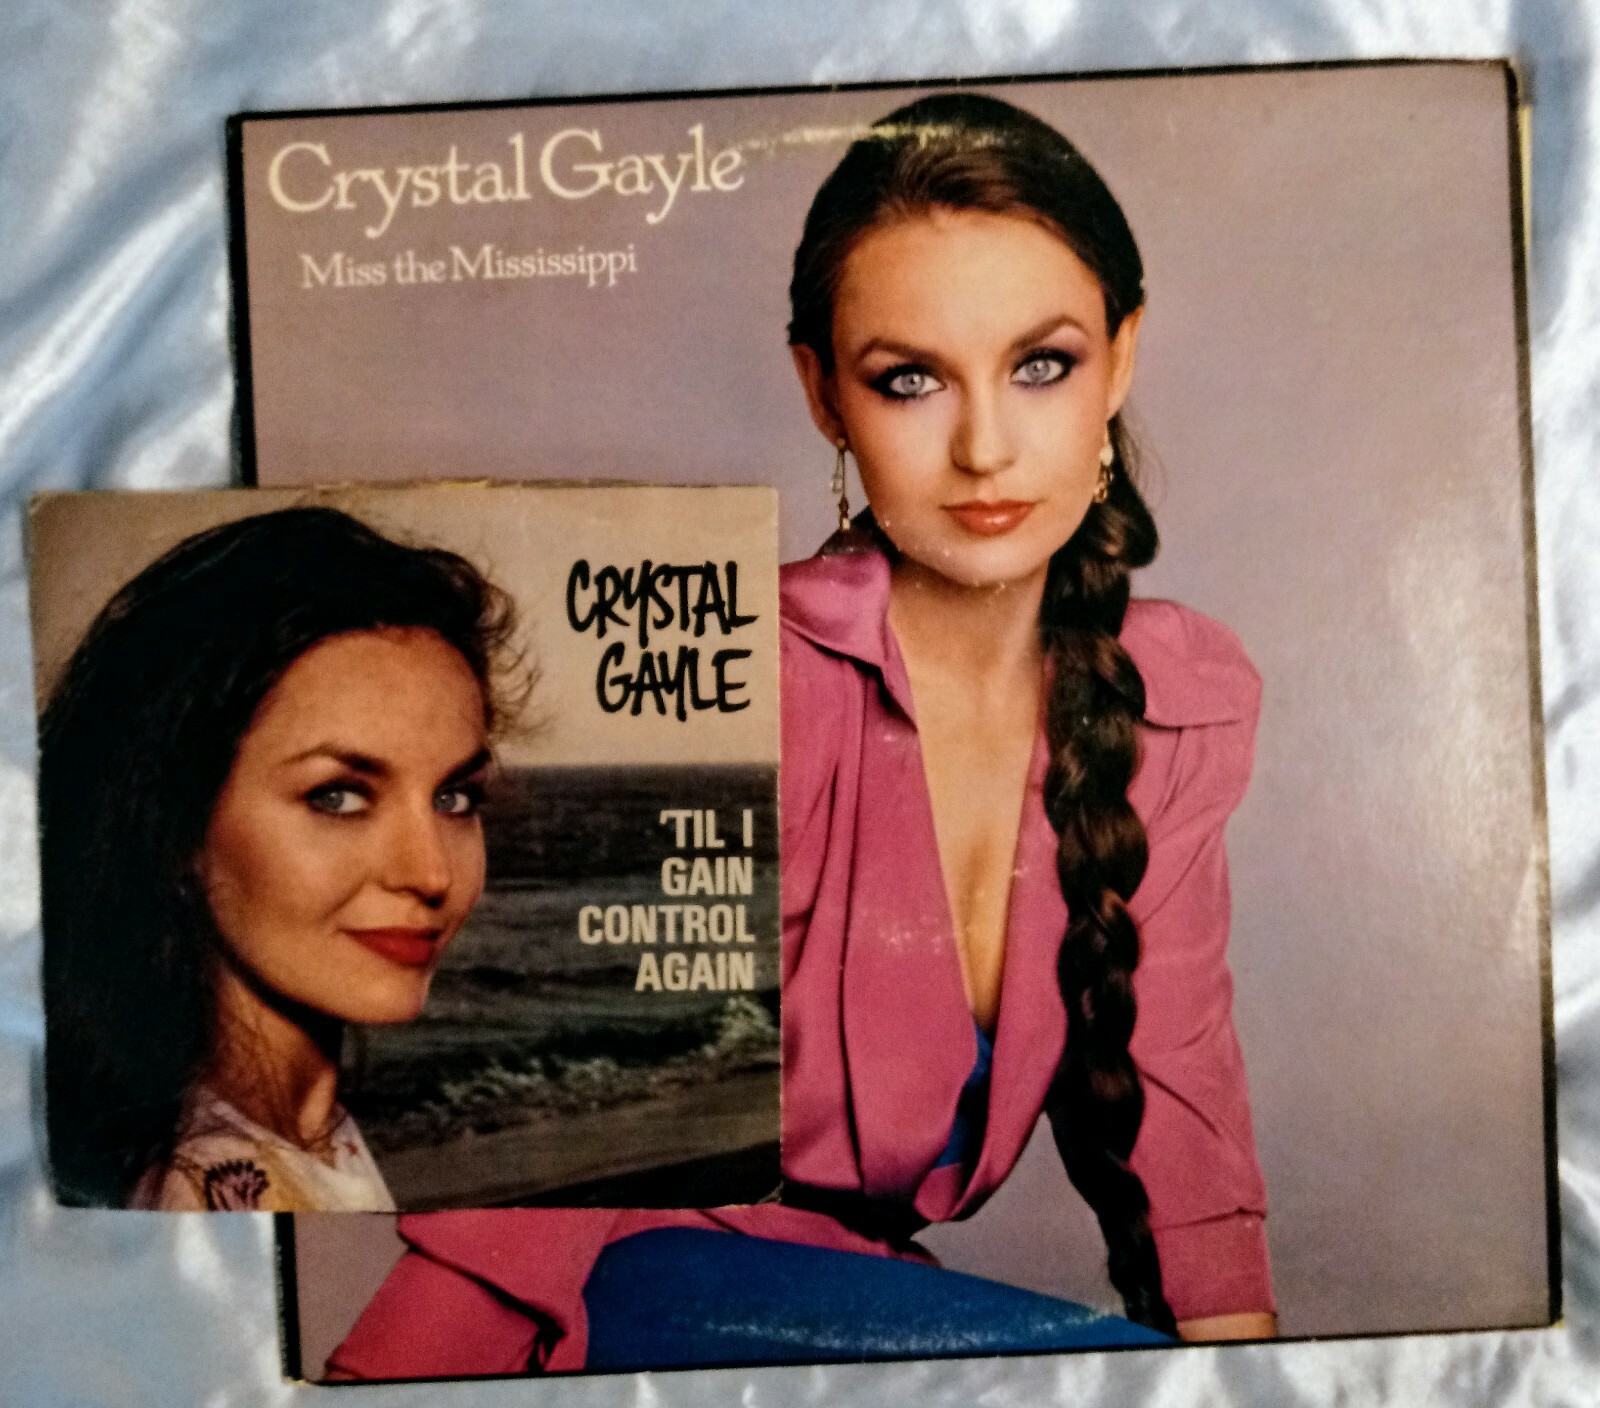 Crystal Gayle
Miss the Mississippi
CRYSTAL
GAYLE
'TIL I
GAIN
CONTROL
AGAIN